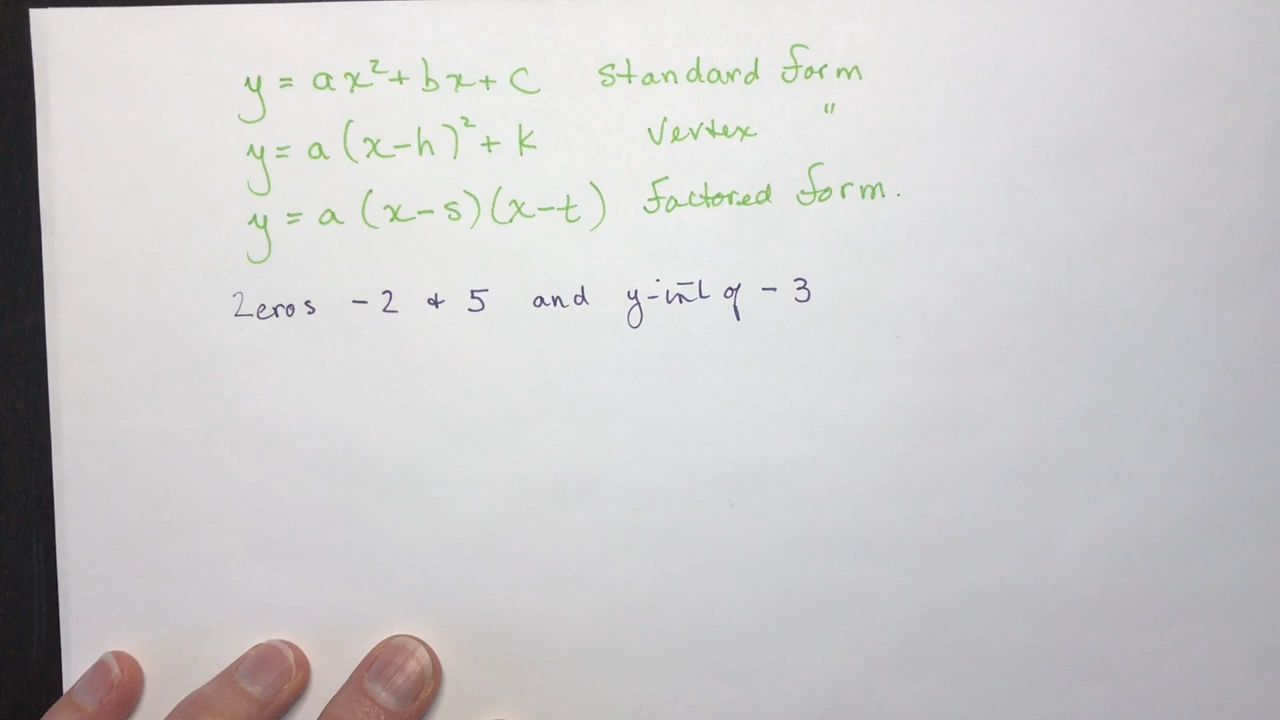 y = ax²+bx+c standard form
y = a(x-h)²+k vertex "
y = a(x-s)(x-t) factored form.
Zeros -2 & 5 and y-int of -3